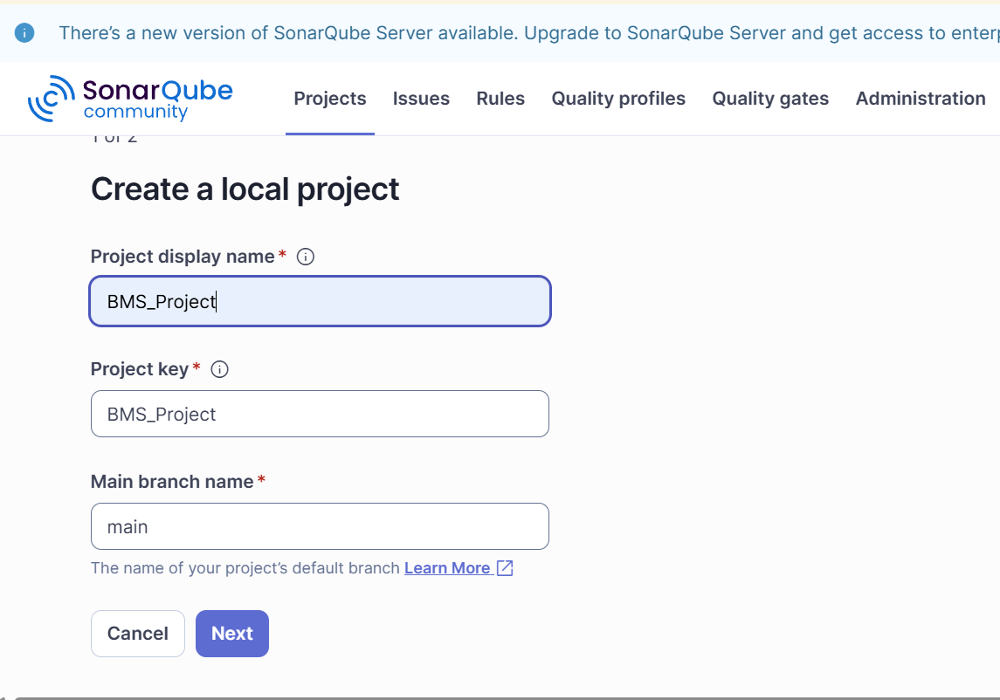 There's a new version of SonarQube Server available. Upgrade to SonarQube Server and get access to
SonarQube
community
Projects Issues Rules Quality profiles Quality gates Administration
1 of 2
Create a local project
Project display name*
BMS_Project
Project key*
BMS_Project
Main branch name*
main
The name of your project's default branch Learn More
Cancel Next